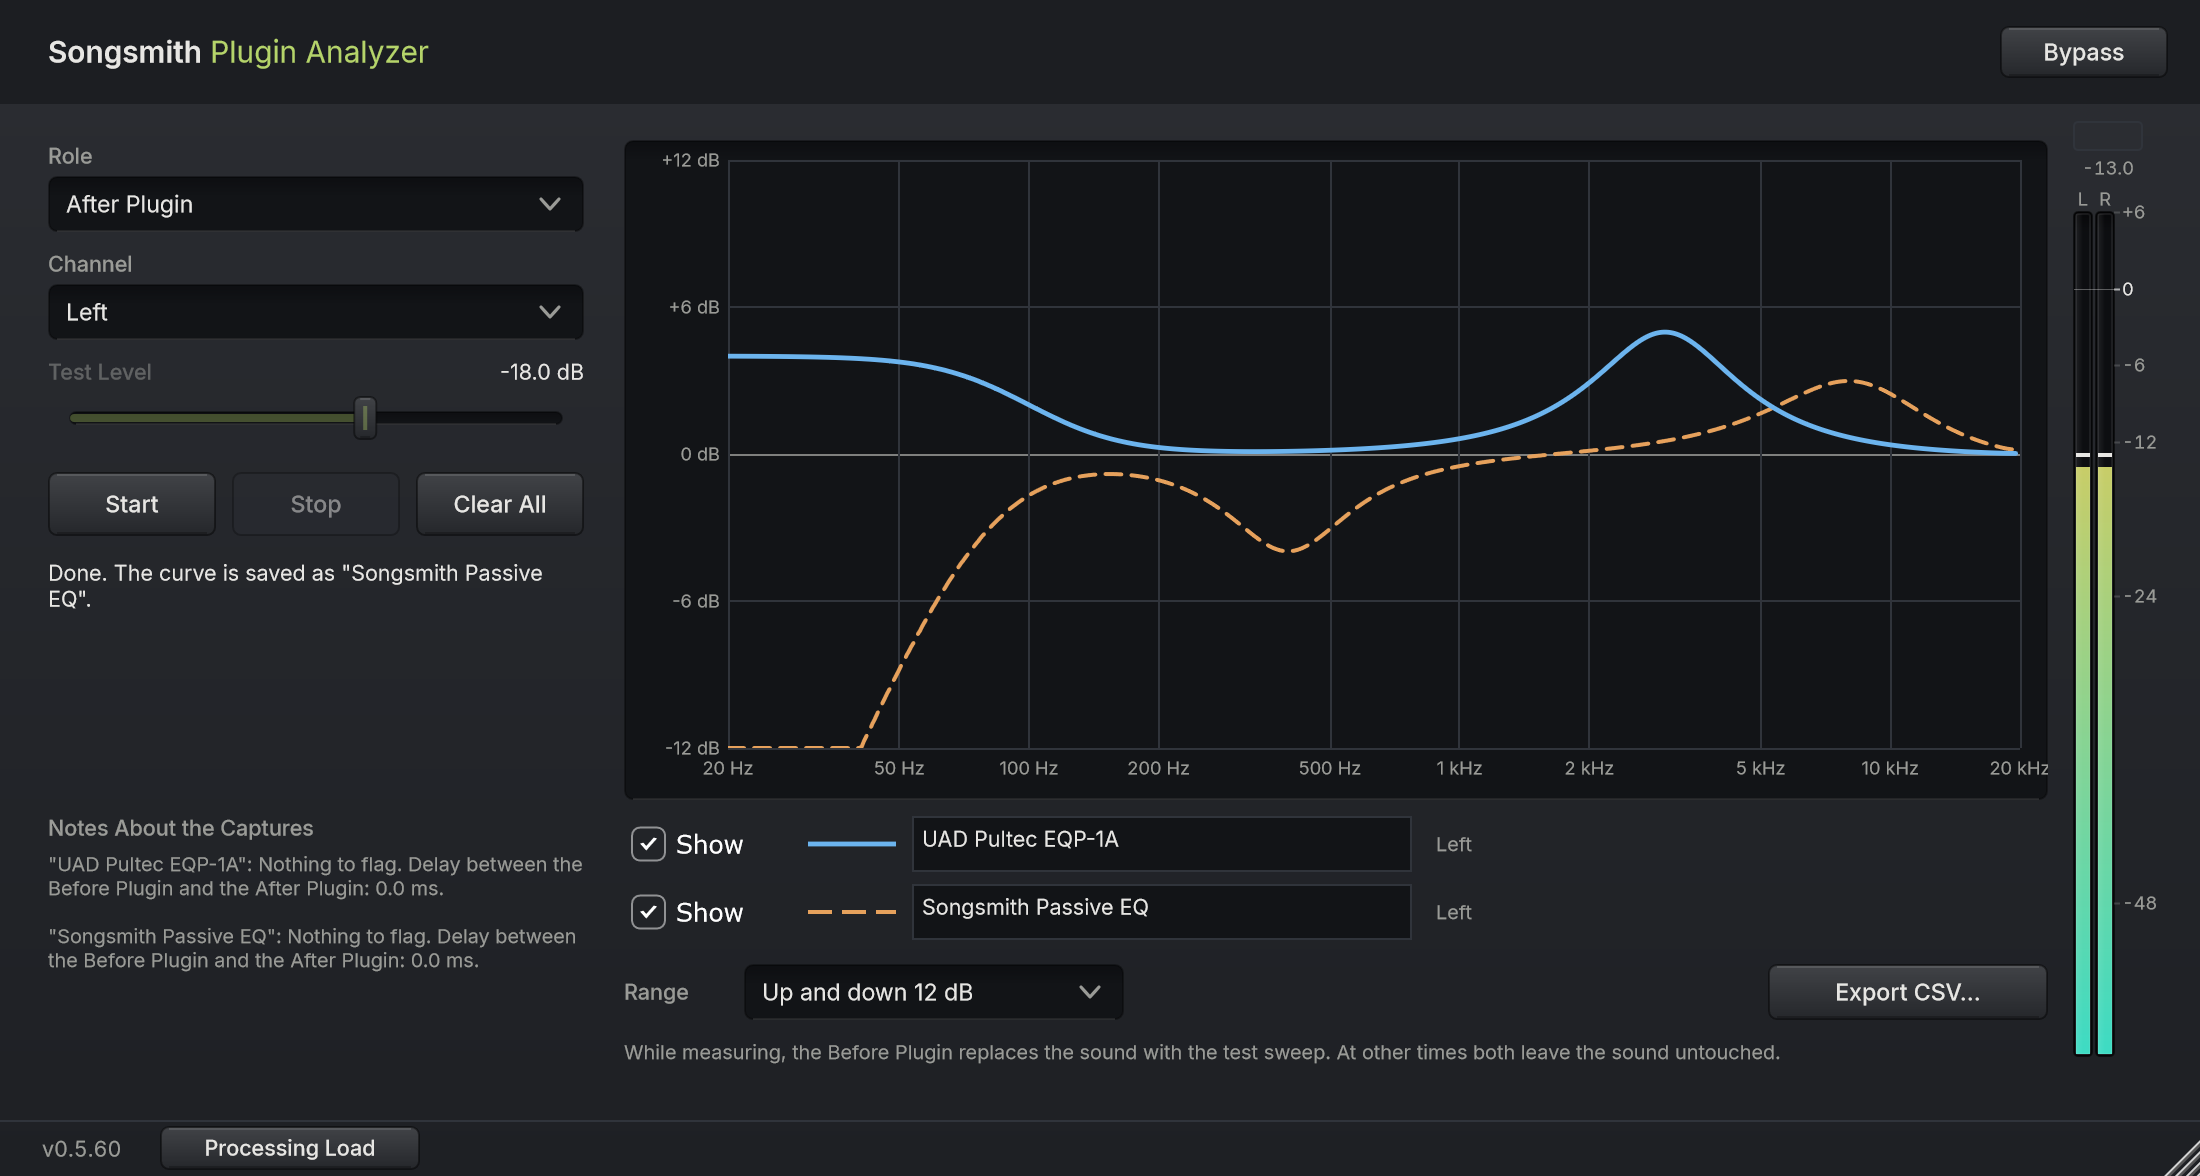 Songsmith Plugin Analyzer
Bypass
Role
After Plugin
Channel
Left
Test Level
-18.0 dB
Start
Stop
Clear All
Done. The curve is saved as "Songsmith Passive
EQ".
Notes About the Captures
"UAD Pultec EQP-1A": Nothing to flag. Delay between the
Before Plugin and the After Plugin: 0.0 ms.
"Songsmith Passive EQ": Nothing to flag. Delay between
the Before Plugin and the After Plugin: 0.0 ms.
+12 dB
+6 dB
0 dB
-6 dB
-12 dB
20 Hz
50 Hz
100 Hz
200 Hz
500 Hz
1 kHz
2 kHz
5 kHz
10 kHz
20 kHz
Show
UAD Pultec EQP-1A
Left
Show
Songsmith Passive EQ
Left
Range
Up and down 12 dB
Export CSV...
While measuring, the Before Plugin replaces the sound with the test sweep. At other times both leave the sound untouched.
-13.0
L R
+6
0
-6
-12
-24
-48
v0.5.60
Processing Load